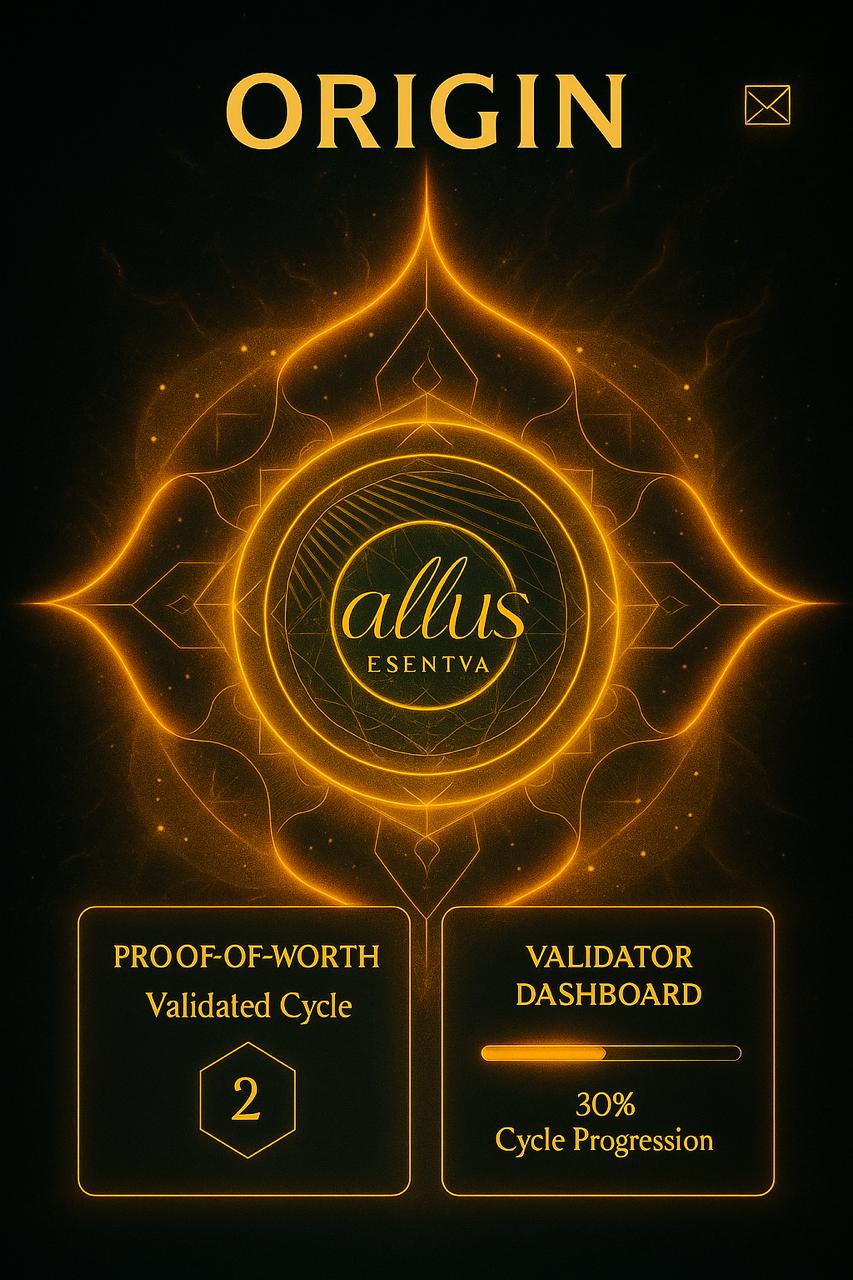 ORIGIN
allus
ESENTVA
PROOF-OF-WORTH
Validated Cycle
2
VALIDATOR
DASHBOARD
30%
Cycle Progression